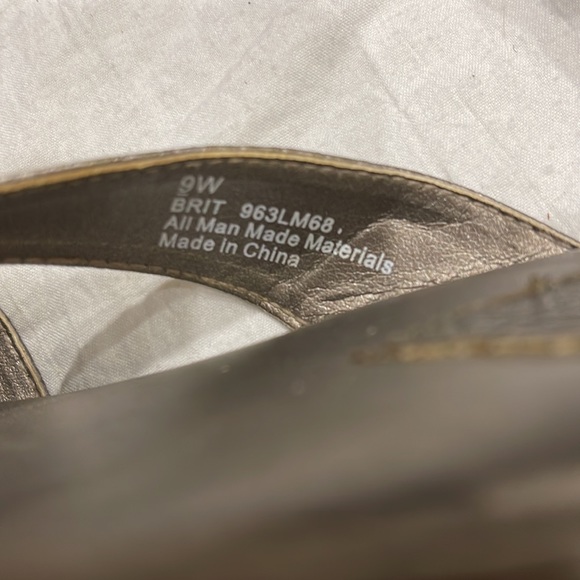 9W
BRIT 963LM68.
All Man Made Materials
Made in China